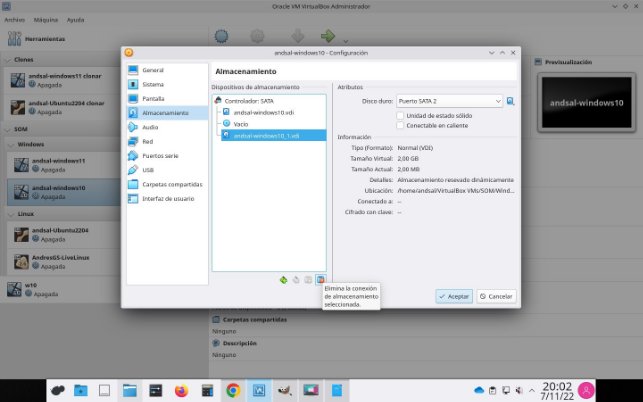 Oracle VM VirtualBox Administrador
Archivo Máquina Ayuda
Herramientas
Clones
andsal-windows11 clonar
Apagada
andsal-Ubuntu2204 clonar
Apagada
SOM
Windows
andsal-windows11
Apagada
andsal-windows10
Apagada
Linux
andsal-Ubuntu2204
Apagada
AndresGS-LiveLinux
Apagada
w10
Apagada
andsal-windows10 - Configuración
General
Sistema
Pantalla
Almacenamiento
Audio
Red
Puertos serie
USB
Carpetas compartidas
Interfaz de usuario
Almacenamiento
Dispositivos de almacenamiento
Controlador: SATA
andsal-windows10.vdi
Vacío
andsal-windows10_1.vdi
Atributos
Disco duro: Puerto SATA 2
Unidad de estado sólido
Conectable en caliente
Información
Tipo (Formato): Normal (VDI)
Tamaño Virtual: 2,00 GB
Tamaño Actual: 2,00 MB
Detalles: Almacenamiento reservado dinámicamente
Ubicación: /home/andsal/VirtualBox VMs/SOM/Wind...
Conectado a: --
Cifrado con clave: --
Elimina la conexión
de almacenamiento
seleccionada.
Aceptar
Cancelar
Previsualización
andsal-windows10
Carpetas compartidas
Ninguno
Descripción
Ninguno
20:02
7/11/22